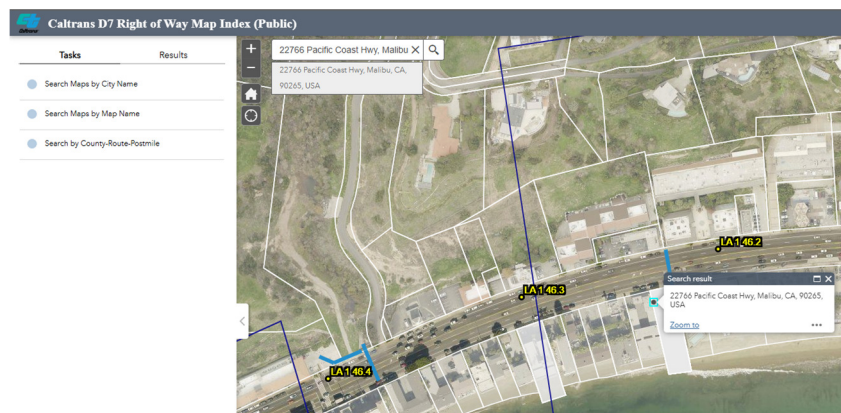 Caltrans D7 Right of Way Map Index (Public)
Caltrans
Tasks
Results
Search Maps by City Name
Search Maps by Map Name
Search by County-Route-Postmile
22766 Pacific Coast Hwy, Malibu
22766 Pacific Coast Hwy, Malibu, CA,
90265, USA
LA 1 46.2
LA 1 46.3
LA 1 46.4
Search result
22766 Pacific Coast Hwy, Malibu, CA, 90265,
USA
Zoom to